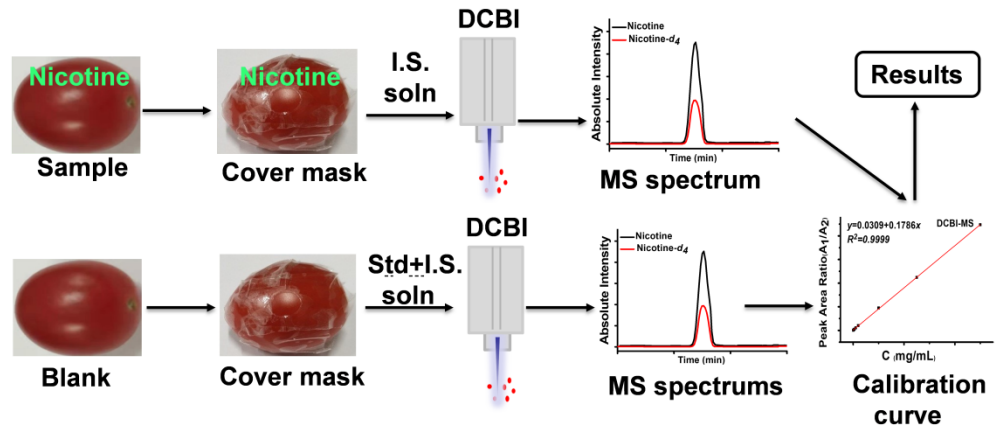 DCBI
Nicotine
Nicotine
I.S.
soln
Sample
Cover mask
Absolute Intensity
Nicotine
Nicotine-d4
Time (min)
MS spectrum
Results
DCBI
Std+I.S.
soln
Blank
Cover mask
Absolute Intensity
Nicotine
Nicotine-d4
Time (min)
MS spectrums
Peak Area Ratio(A1/A2)
y=0.0309+0.1786x
R2=0.9999
DCBI-MS
C (mg/mL)
Calibration
curve